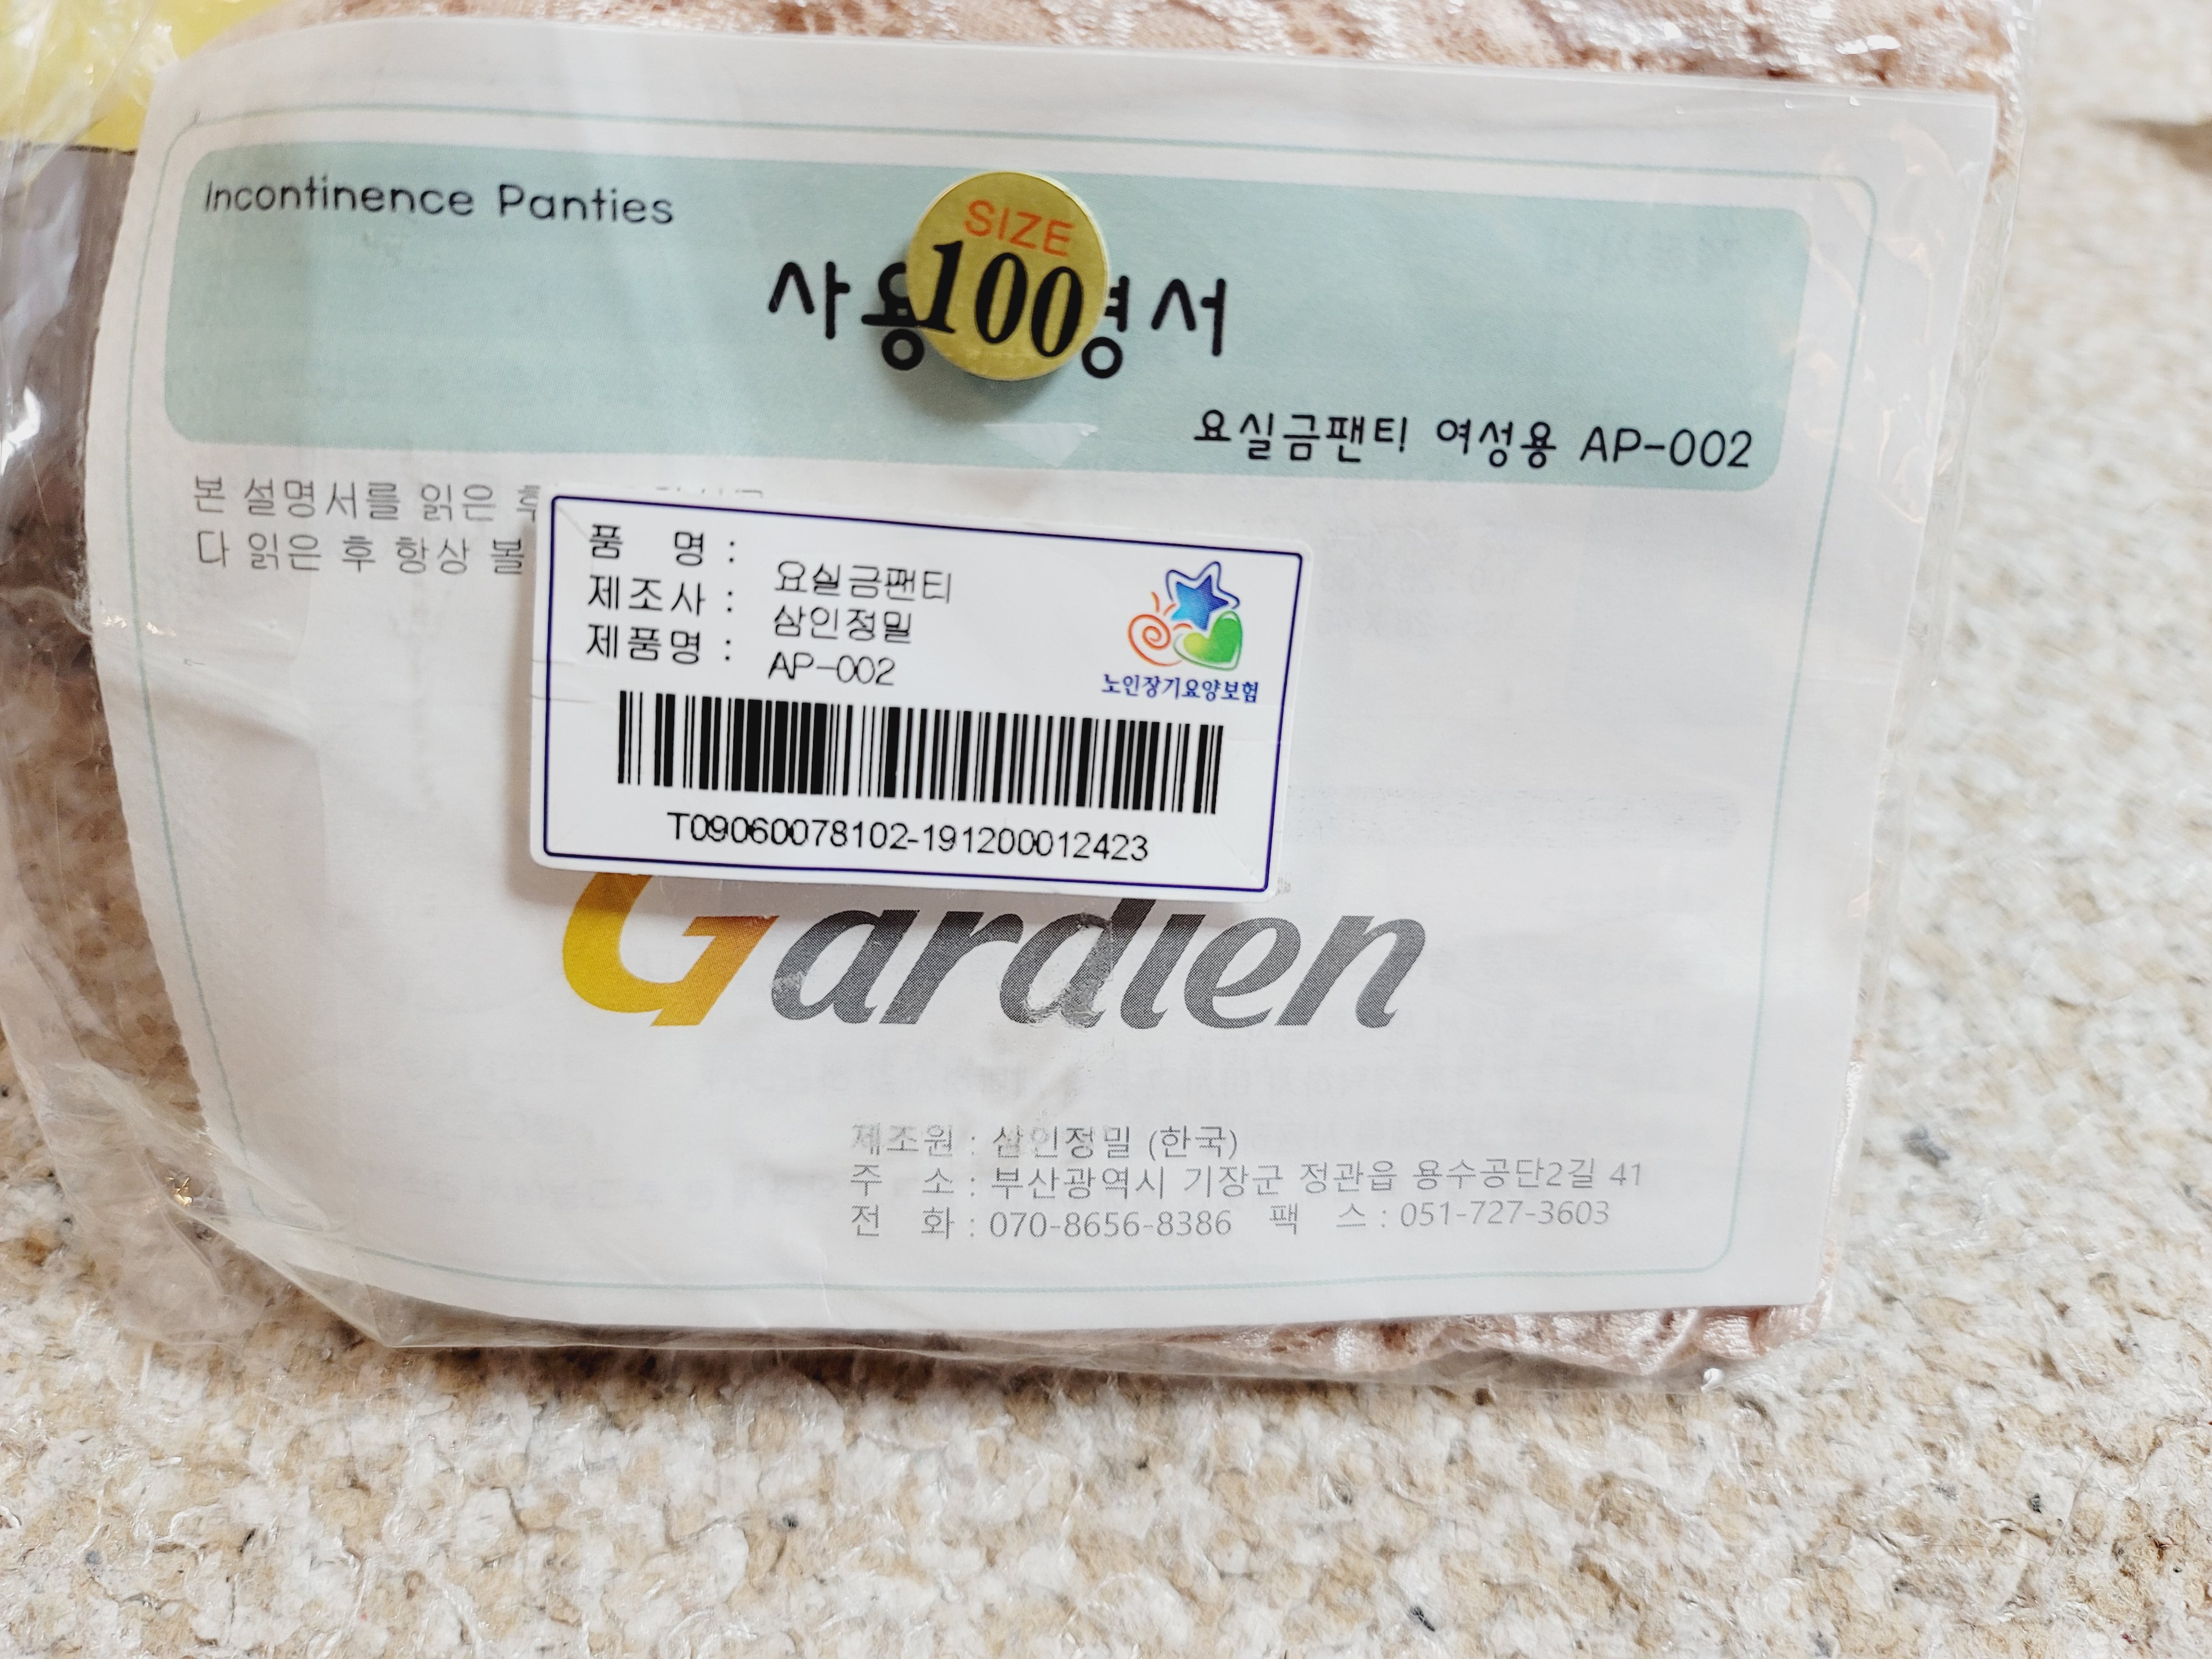 Incontinence Panties
SIZE
100
사용 서
요실금팬티 여성용 AP-002
본 설명서를 읽은
다 읽은 후 항상
품 명 : 요실금팬티
제조사 : 삼인정밀
제품명 : AP-002
노인장기요양보험
T09060078102-191200012423
Gardien
제조원 : 삼인정밀 (한국)
주 소 : 부산광역시 기장군 정관읍 용수공단2길 41
전 화 : 070-8656-8386 팩 스 : 051-727-3603